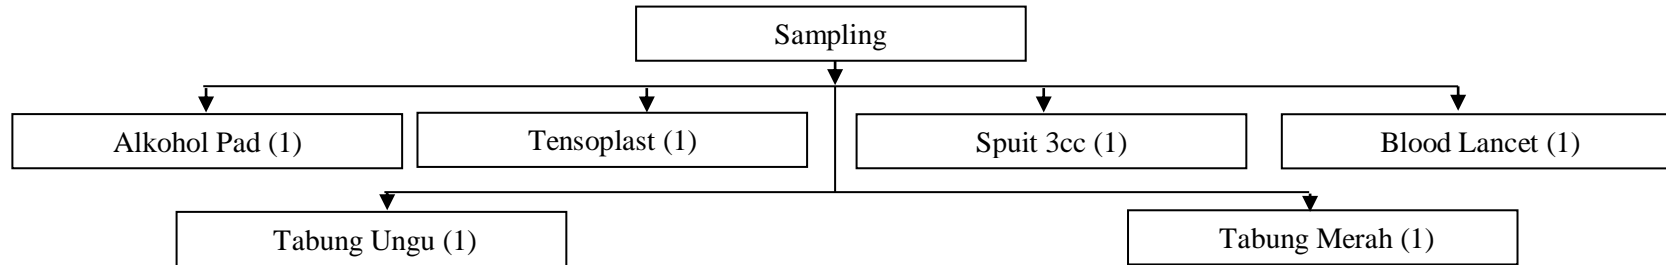 Sampling
Alkohol Pad (1)
Tensoplast (1)
Spuit 3cc (1)
Blood Lancet (1)
Tabung Ungu (1)
Tabung Merah (1)